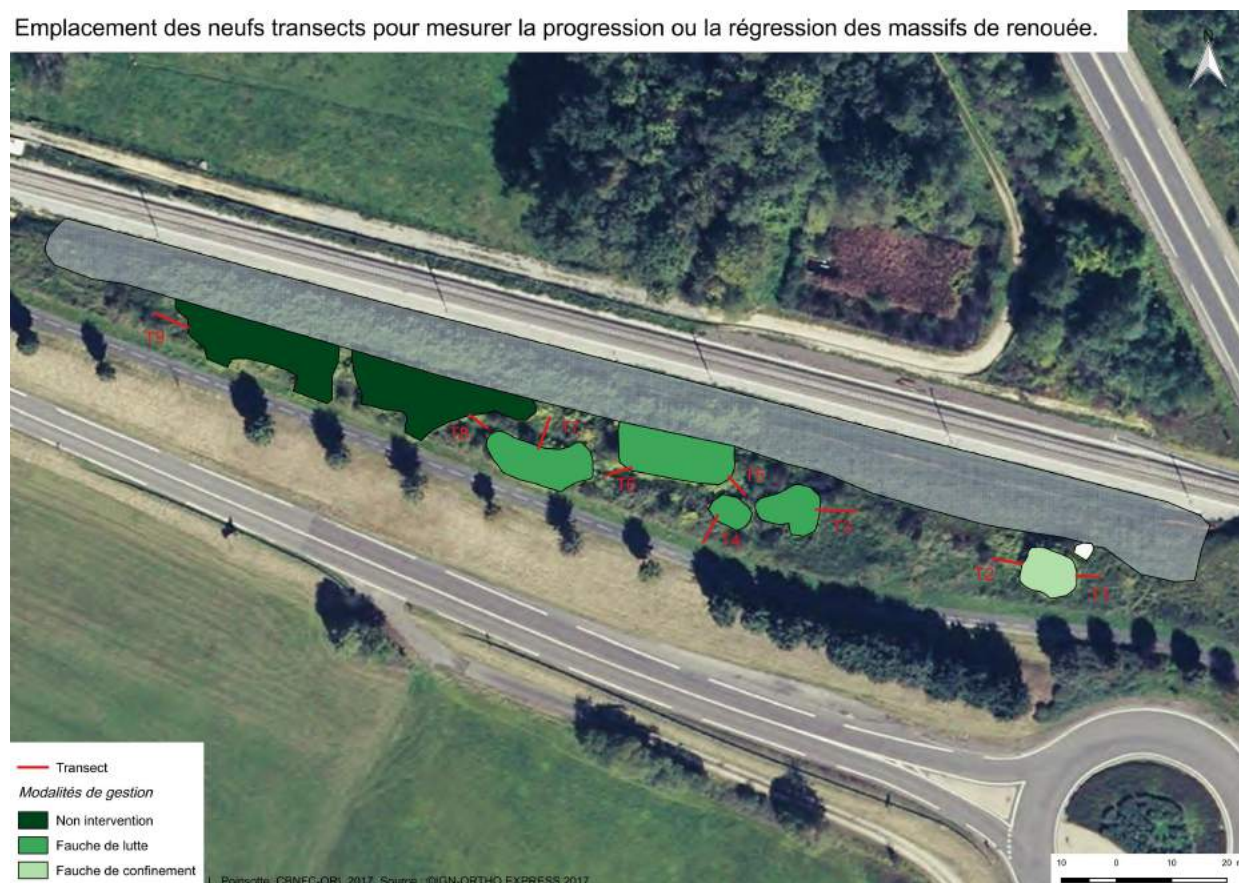 Emplacement des neufs transects pour mesurer la progression ou la régression des massifs de renouée.
N
T9
T8
T7
T6
T5
T4
T3
T2
T1
Transect
Modalités de gestion
Non intervention
Fauche de lutte
Fauche de confinement
L. Poinsotte, CBNFC-ORI, 2017, Source : ©IGN-ORTHO EXPRESS 2017
10 0 10 20 m